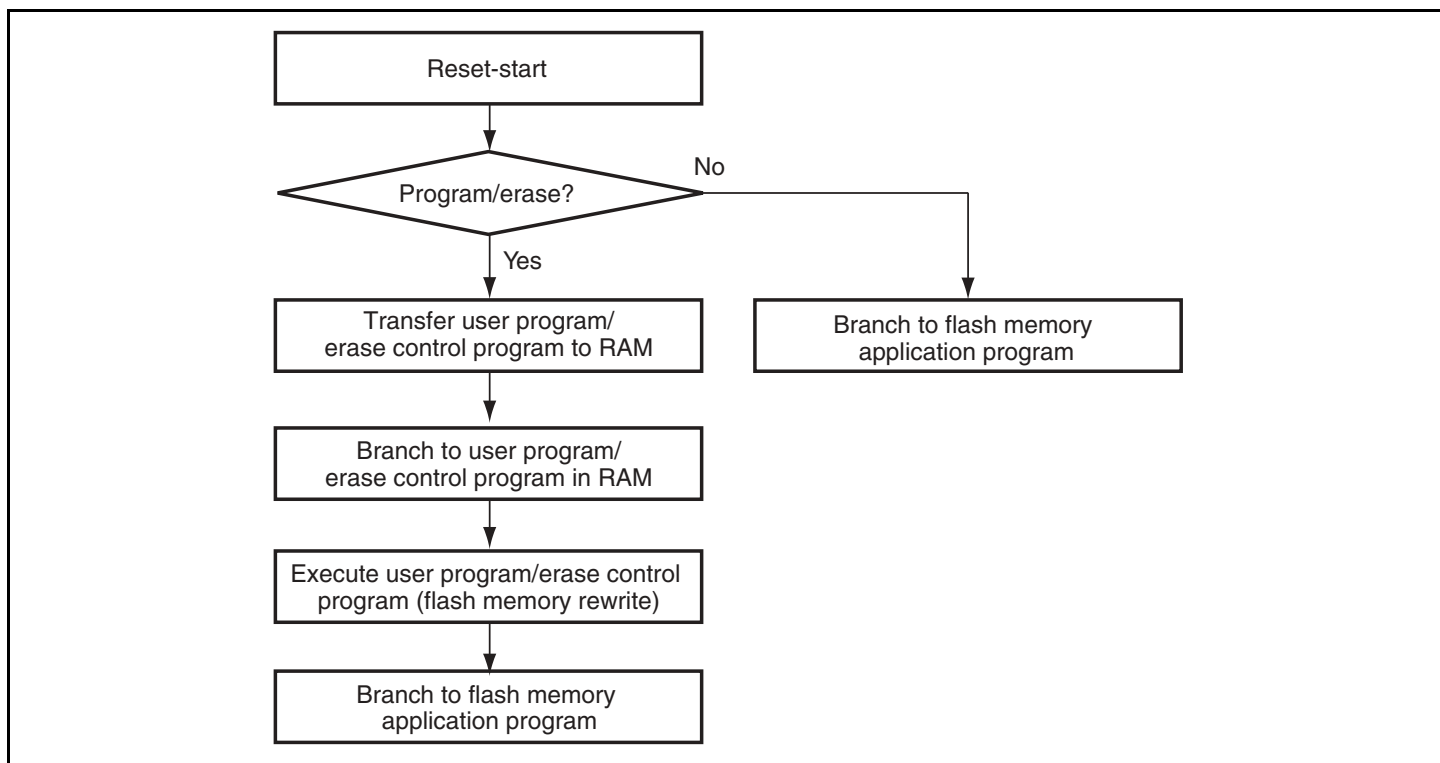 Reset-start
Program/erase?
No
Yes
Transfer user program/
erase control program to RAM
Branch to flash memory
application program
Branch to user program/
erase control program in RAM
Execute user program/erase control
program (flash memory rewrite)
Branch to flash memory
application program